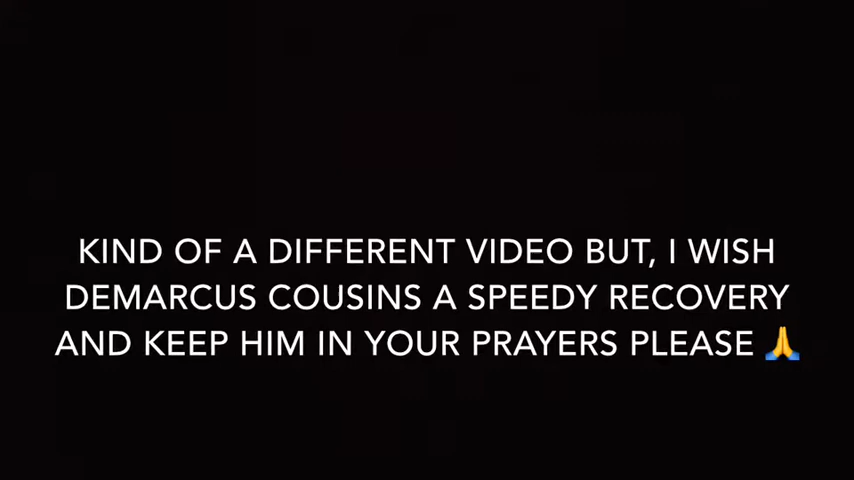 KIND OF A DIFFERENT VIDEO BUT, I WISH
DEMARCUS COUSINS A SPEEDY RECOVERY
AND KEEP HIM IN YOUR PRAYERS PLEASE 🙏